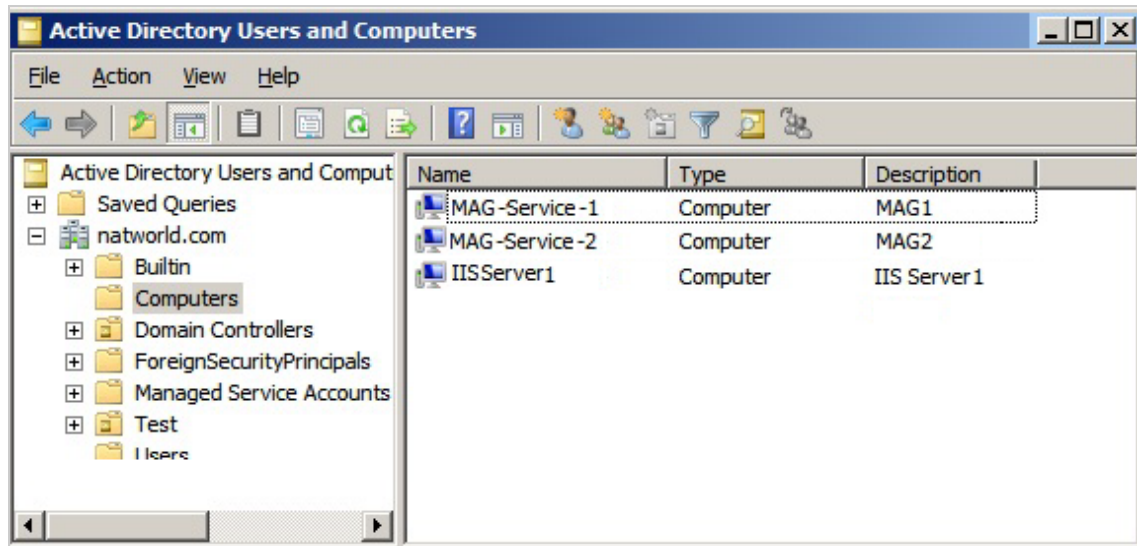 Active Directory Users and Computers
File Action View Help
Active Directory Users and Comput
Saved Queries
natworld.com
Builtin
Computers
Domain Controllers
ForeignSecurityPrincipals
Managed Service Accounts
Test
Users
Name Type Description
MAG-Service-1 Computer MAG1
MAG-Service-2 Computer MAG2
IISServer1 Computer IIS Server1